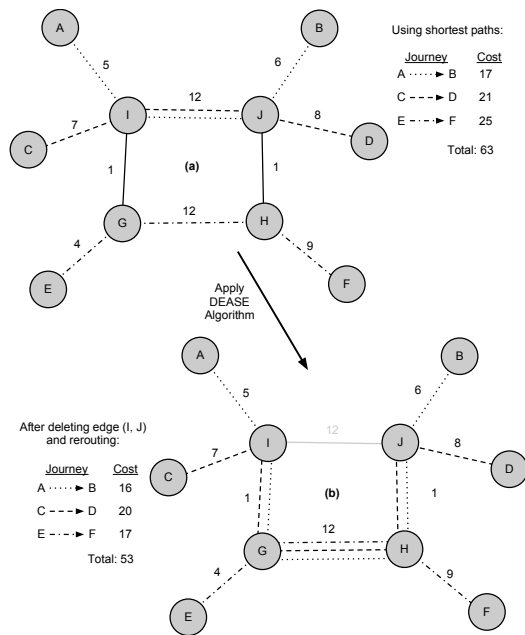 A
B
Using shortest paths:
Journey Cost
A B 17
C D 21
E F 25
Total: 63
5
6
12
I
J
7
8
C
D
1
(a)
1
G
12
H
4
9
E
F
Apply
DEASE
Algorithm
A
B
5
6
After deleting edge (I, J)
and rerouting:
12
I
J
7
8
C
D
Journey Cost
A B 16
C D 20
E F 17
Total: 53
1
(b)
1
12
G
H
4
9
E
F